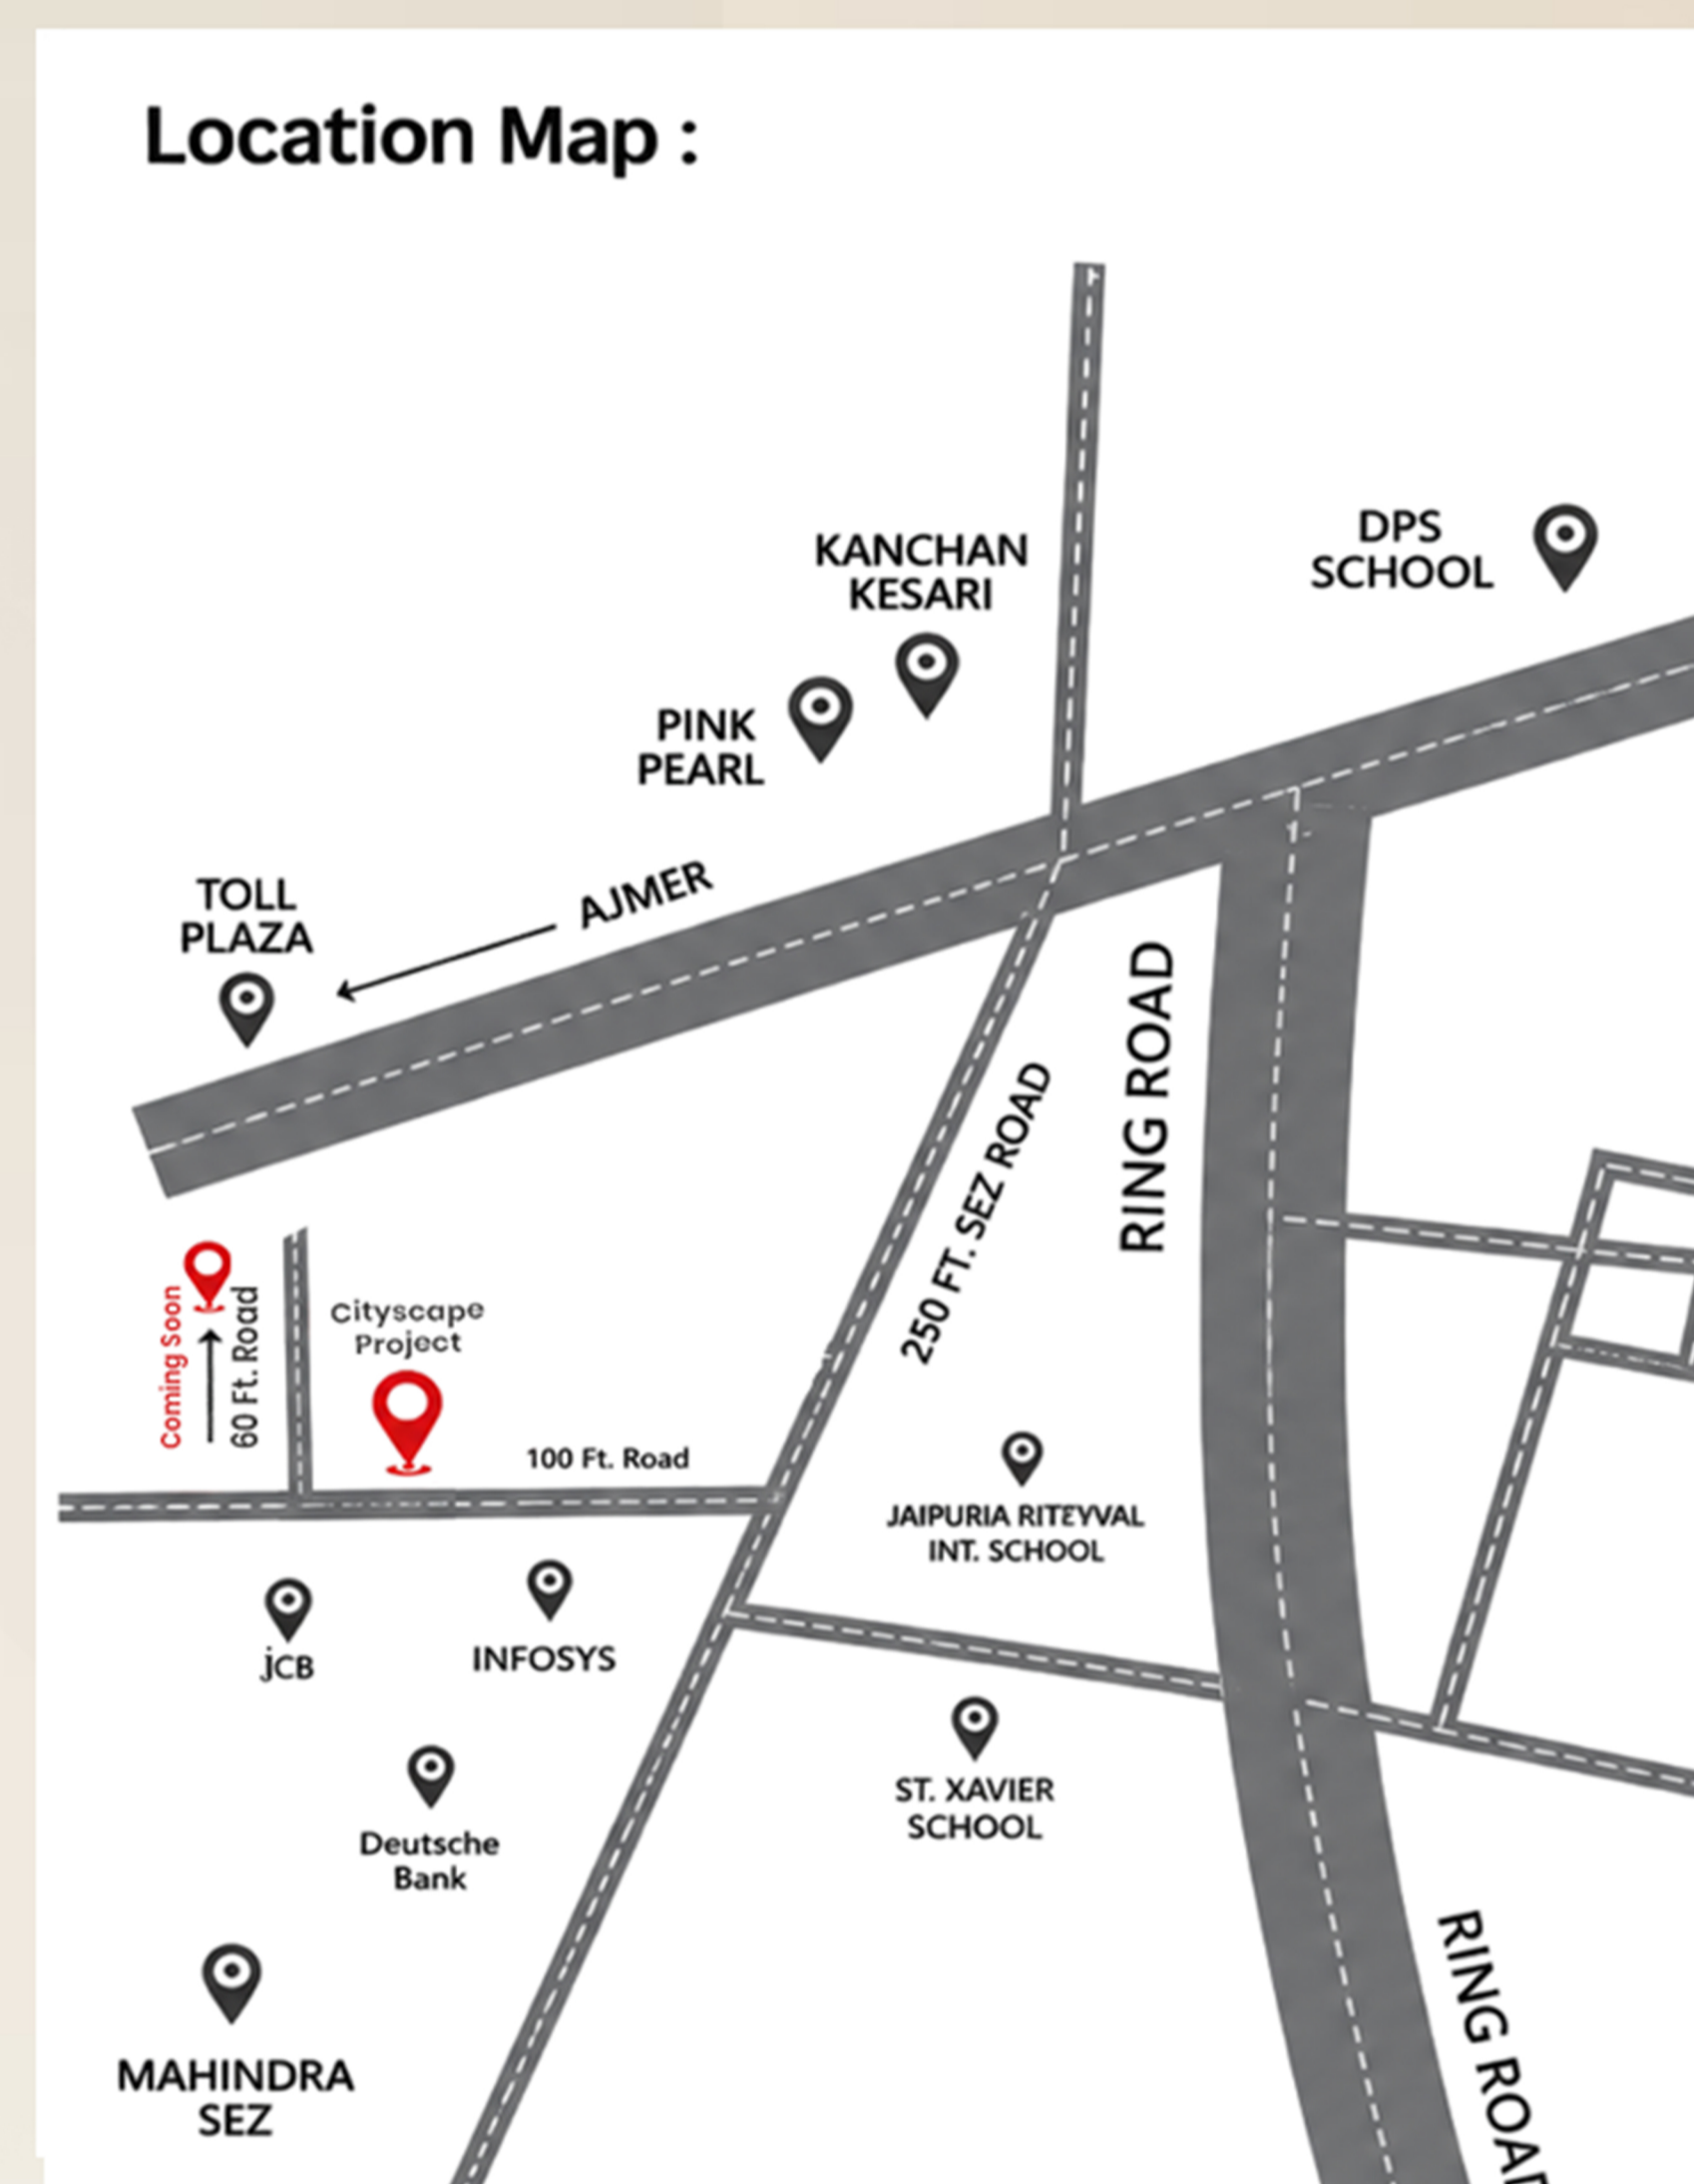 Location Map :
DPS
SCHOOL
KANCHAN
KESARI
PINK
PEARL
AJMER
TOLL
PLAZA
RING ROAD
250 FT. SEZ ROAD
Coming Soon
60 Ft. Road
Cityscape
Project
100 Ft. Road
JAIPURIA RITEYVAL
INT. SCHOOL
jCB
INFOSYS
ST. XAVIER
SCHOOL
Deutsche
Bank
RING ROAD
MAHINDRA
SEZ